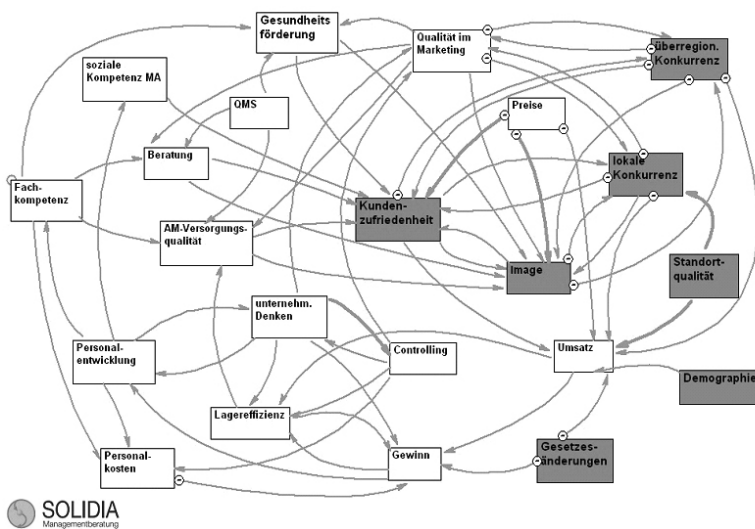 Gesundheits
förderung
Qualität im
Marketing
überregion.
Konkurrenz
soziale
Kompetenz MA
QMS
Preise
Beratung
lokale
Konkurrenz
Fach-
kompetenz
Kunden-
zufriedenheit
AM-Versorgungs-
qualität
Image
Standort-
qualität
unternehm.
Denken
Personal-
entwicklung
Controlling
Umsatz
Demographie
Lagereffizienz
Personal-
kosten
Gewinn
Gesetzes-
änderungen
SOLIDIA
Managementberatung